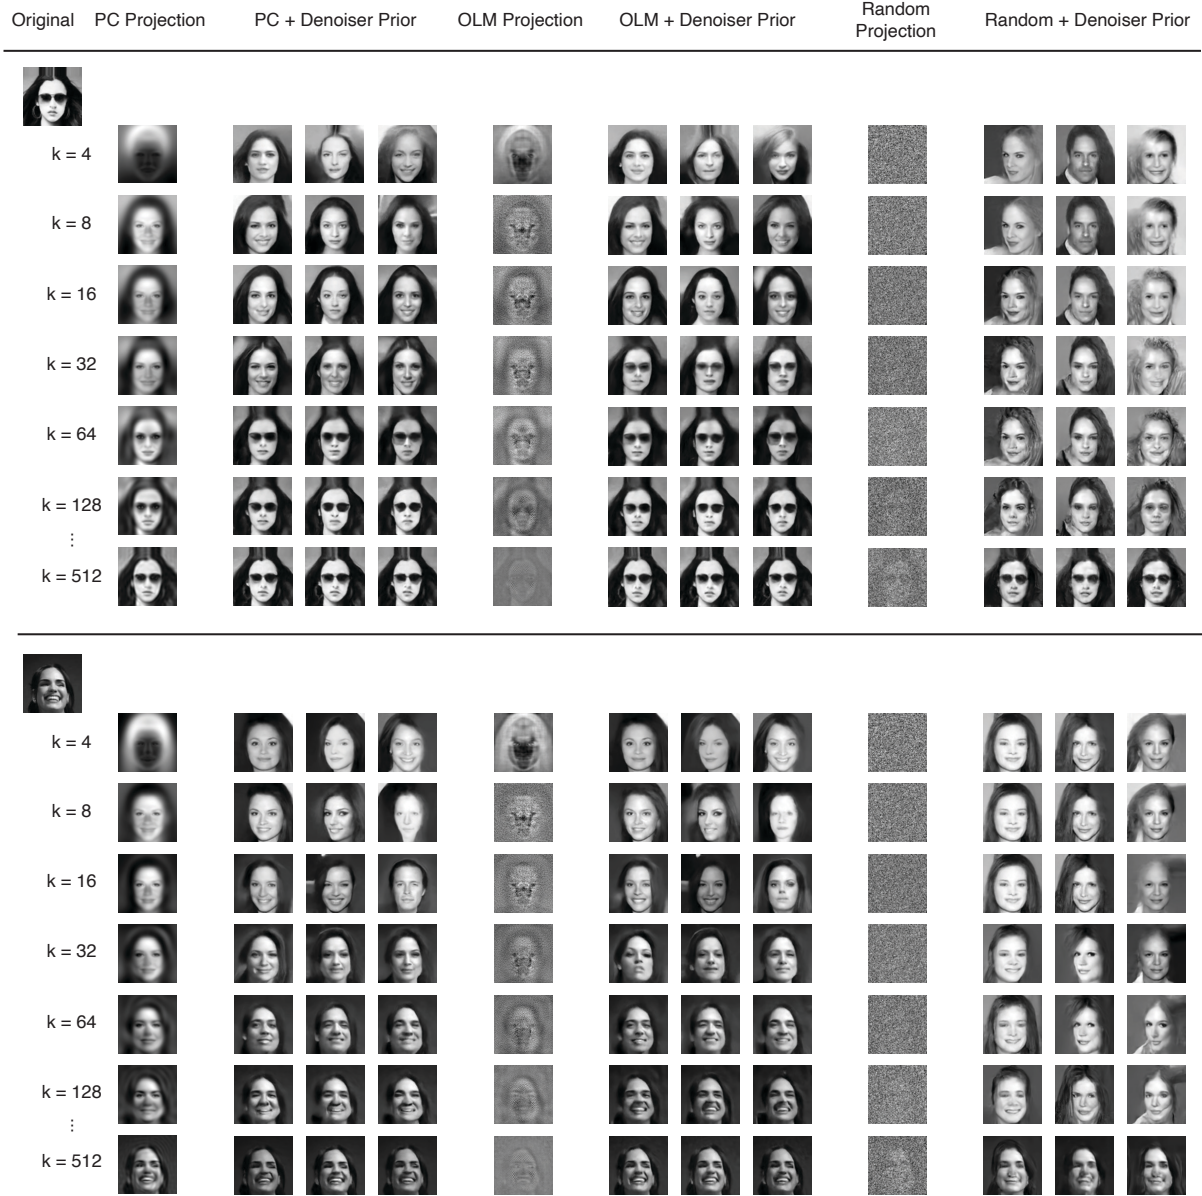 Original PC Projection PC + Denoiser Prior OLM Projection OLM + Denoiser Prior Random Projection Random + Denoiser Prior
k = 4
k = 8
k = 16
k = 32
k = 64
k = 128
⋮
k = 512
k = 4
k = 8
k = 16
k = 32
k = 64
k = 128
⋮
k = 512